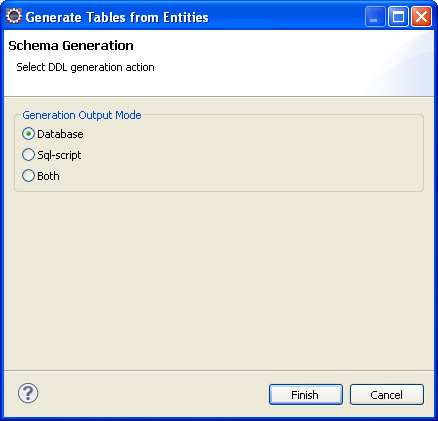 Generate Tables from Entities
Schema Generation
Select DDL generation action
Generation Output Mode
Database
Sql-script
Both
?
Finish
Cancel